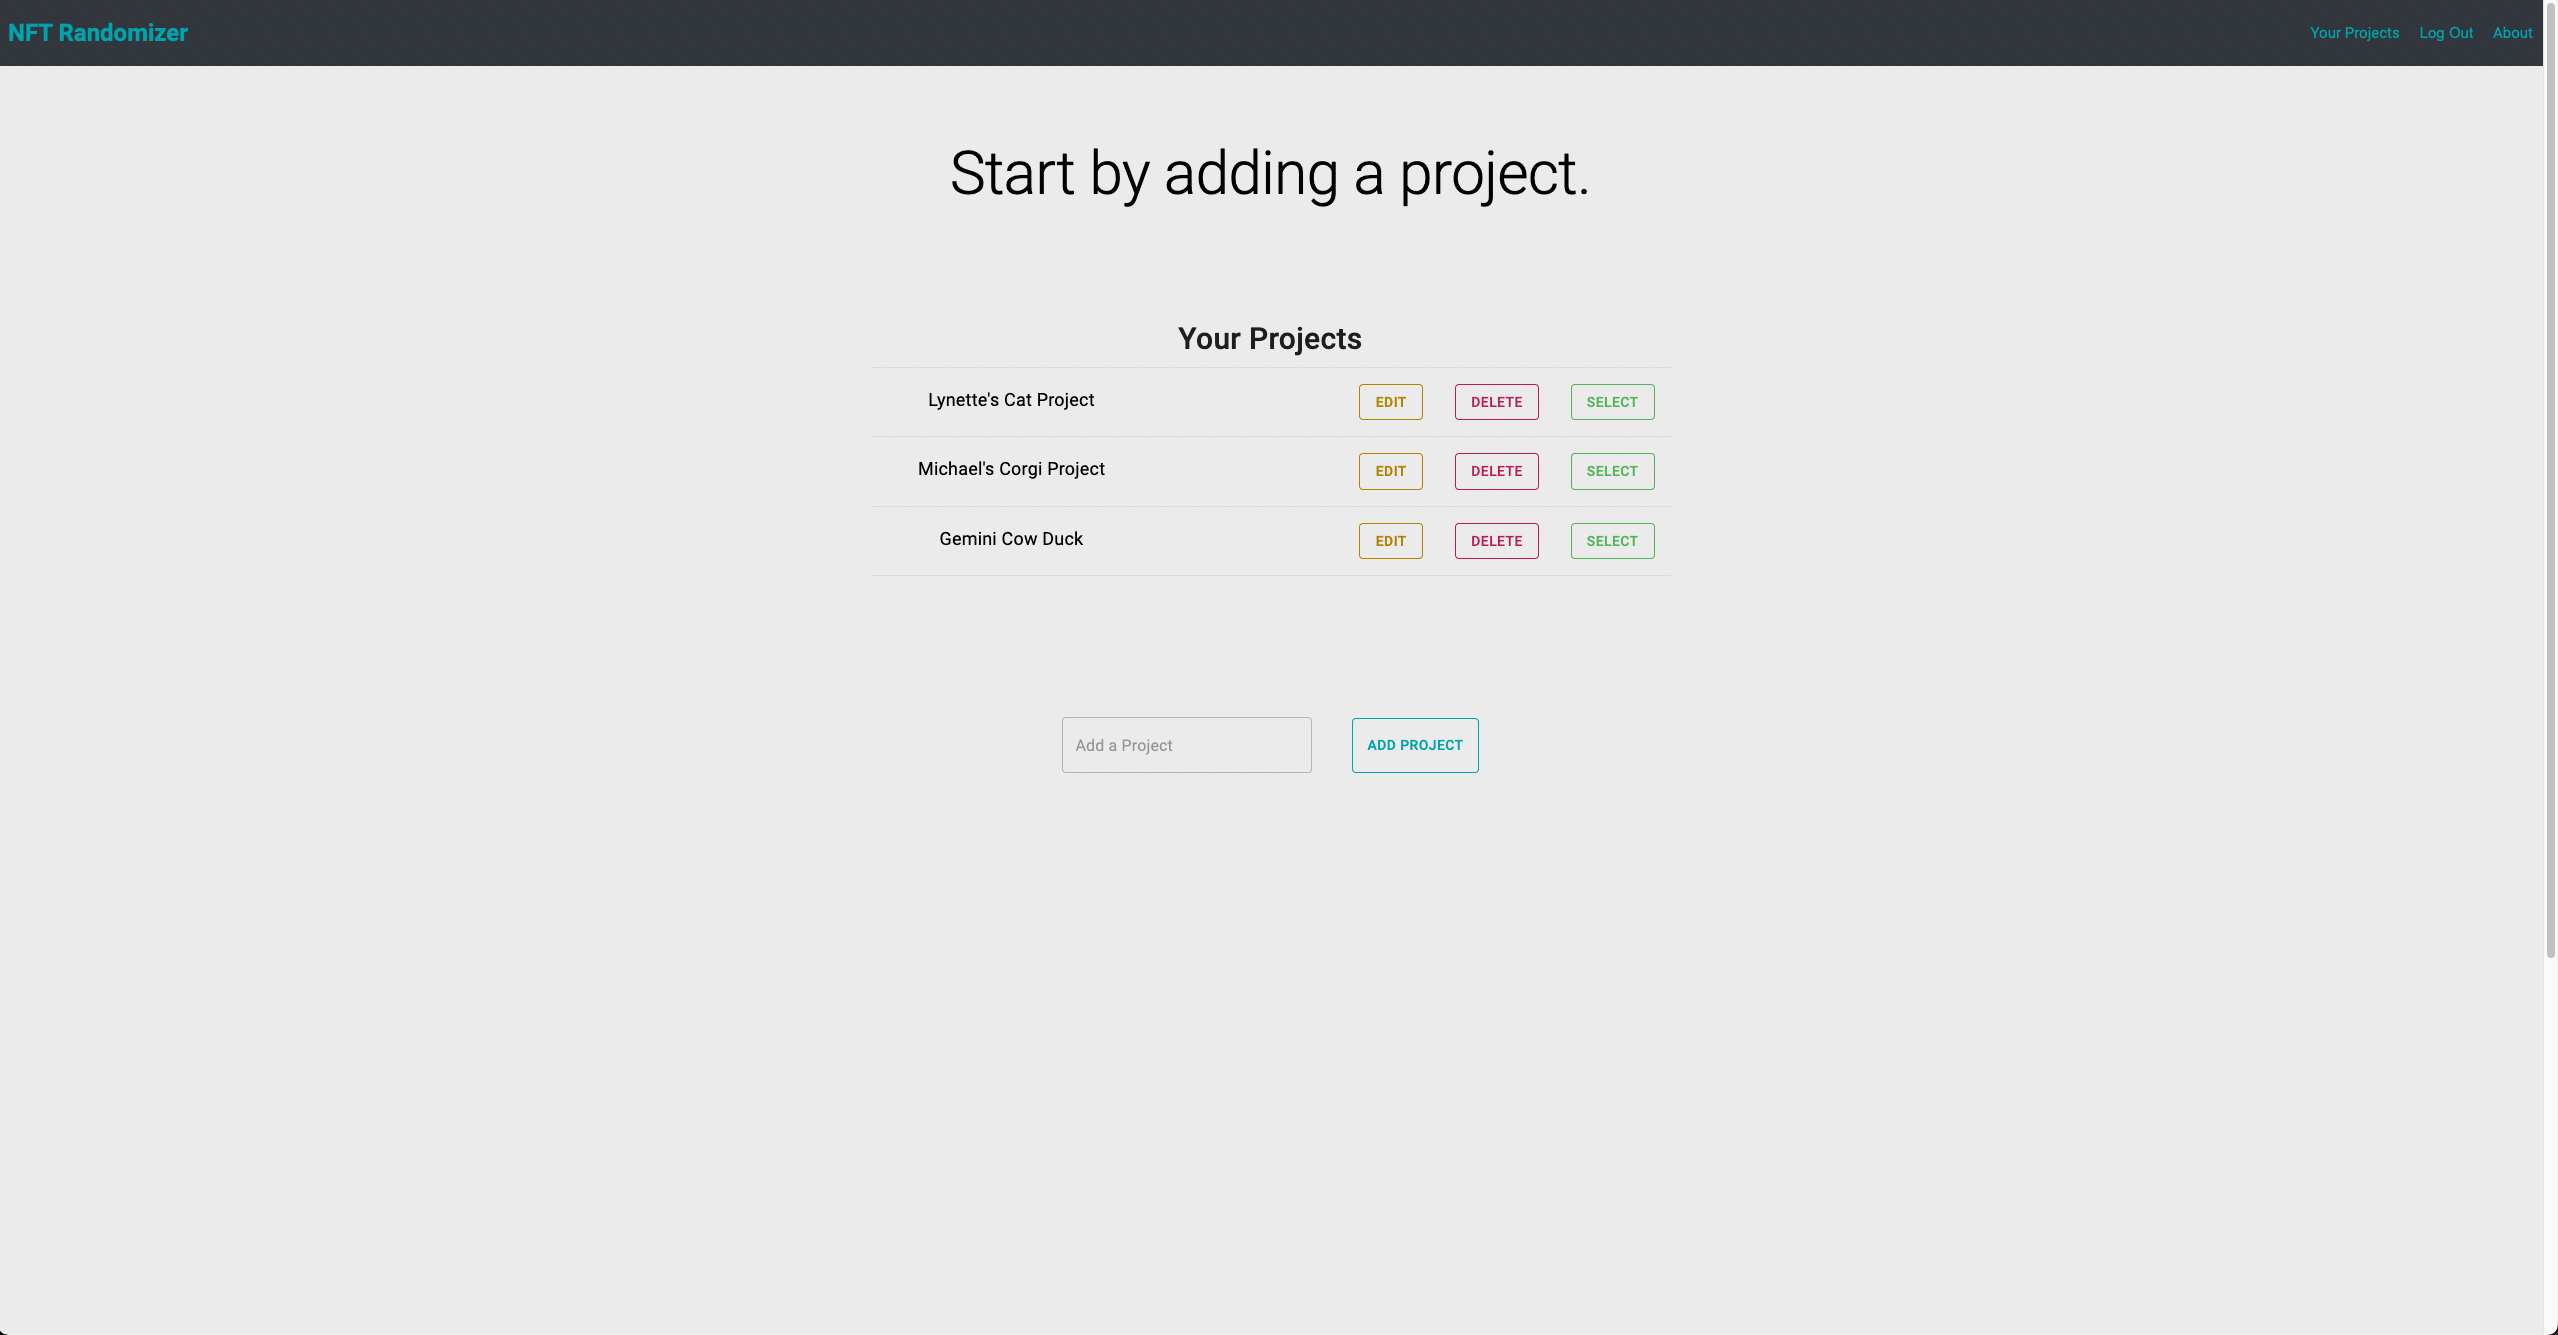 NFT Randomizer
Your Projects Log Out About
Start by adding a project.
Your Projects
Lynette's Cat Project EDIT DELETE SELECT
Michael's Corgi Project EDIT DELETE SELECT
Gemini Cow Duck EDIT DELETE SELECT
Add a Project ADD PROJECT